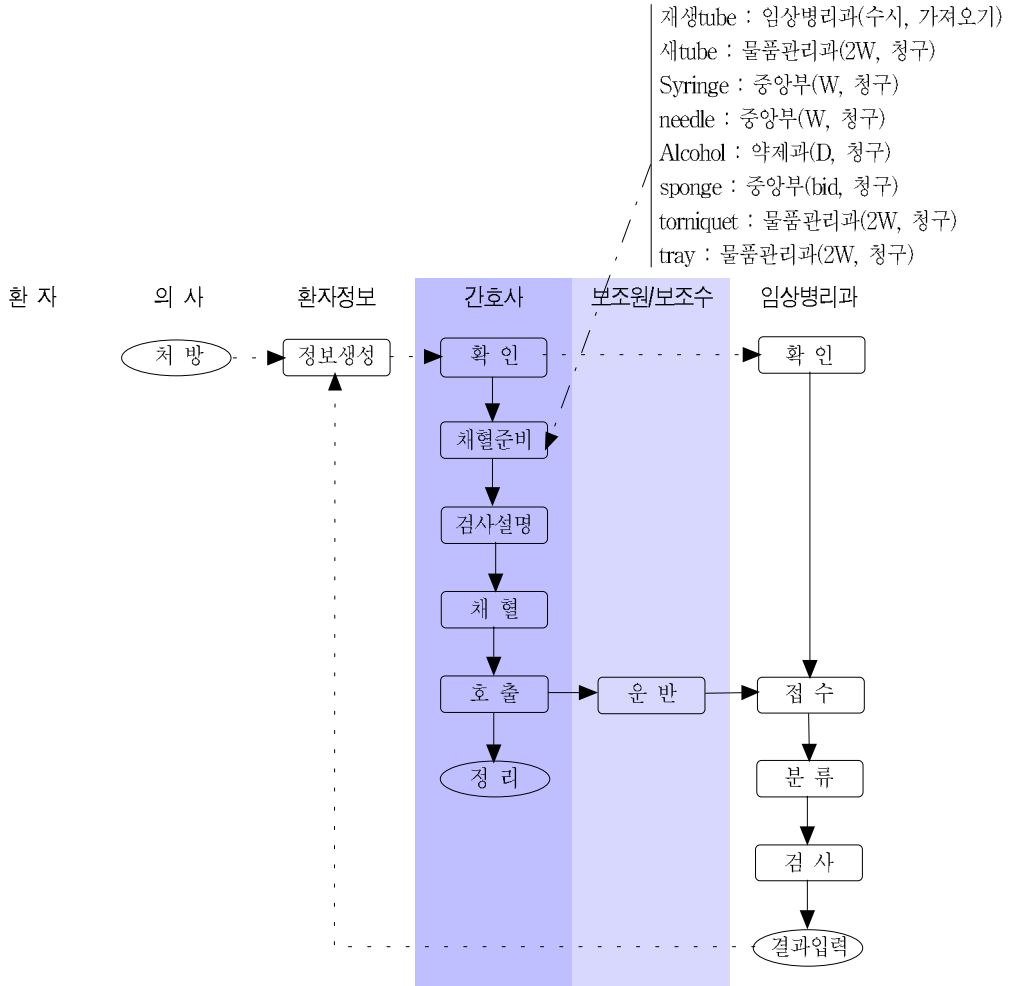 재생tube : 임상병리과(수시, 가져오기)
새tube : 물품관리과(2W, 청구)
Syringe : 중앙부(W, 청구)
needle : 중앙부(W, 청구)
Alcohol : 약제과(D, 청구)
sponge : 중앙부(bid, 청구)
torniquet : 물품관리과(2W, 청구)
tray : 물품관리과(2W, 청구)
환 자 의 사 환자정보 간호사 보조원/보조수 임상병리과
처 방 정보생성 확 인 확 인
채혈준비
검사설명
채 혈
호 출 운 반 접 수
정 리 분 류
검 사
결과입력